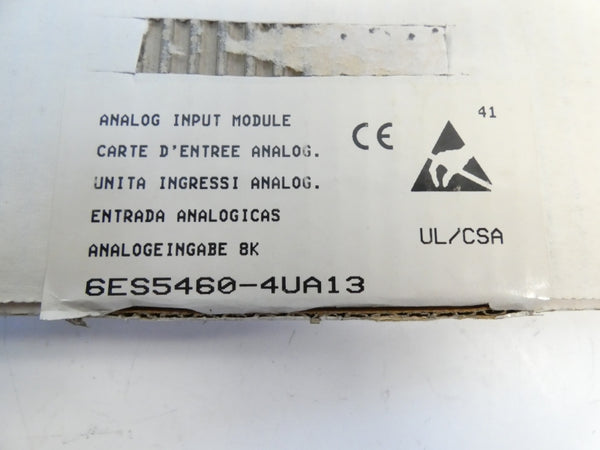 ANALOG INPUT MODULE
CARTE D'ENTREE ANALOG.
UNITA INGRESSI ANALOG.
ENTRADA ANALOGICAS
ANALOGEINGABE 8K
6ES5460-4UA13
CE
41
UL/CSA